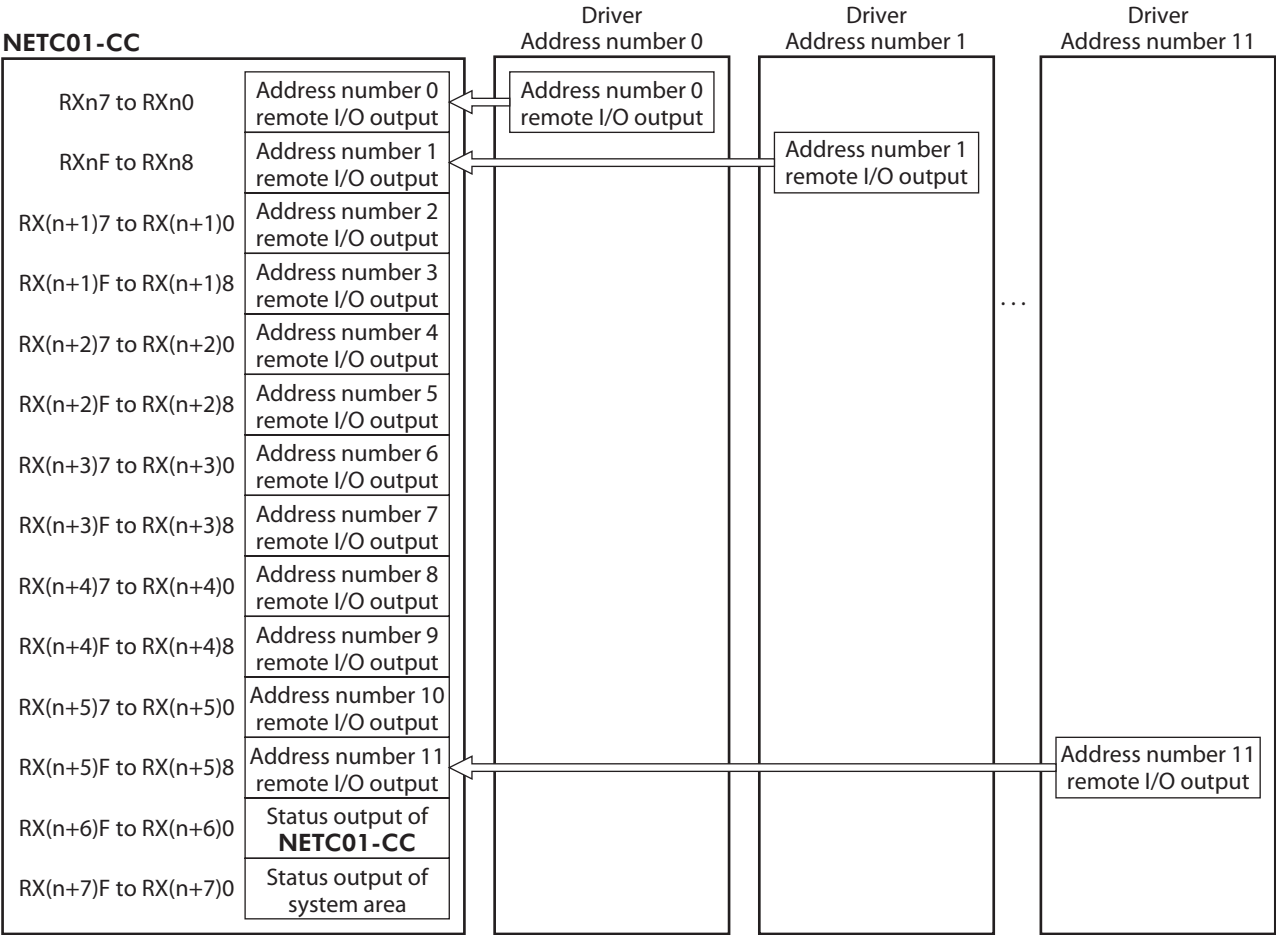 NETC01-CC
Driver
Address number 0
Driver
Address number 1
Driver
Address number 11
RXn7 to RXn0
Address number 0
remote I/O output
Address number 0
remote I/O output
RXnF to RXn8
Address number 1
remote I/O output
Address number 1
remote I/O output
RX(n+1)7 to RX(n+1)0
Address number 2
remote I/O output
RX(n+1)F to RX(n+1)8
Address number 3
remote I/O output
...
RX(n+2)7 to RX(n+2)0
Address number 4
remote I/O output
RX(n+2)F to RX(n+2)8
Address number 5
remote I/O output
RX(n+3)7 to RX(n+3)0
Address number 6
remote I/O output
RX(n+3)F to RX(n+3)8
Address number 7
remote I/O output
RX(n+4)7 to RX(n+4)0
Address number 8
remote I/O output
RX(n+4)F to RX(n+4)8
Address number 9
remote I/O output
RX(n+5)7 to RX(n+5)0
Address number 10
remote I/O output
RX(n+5)F to RX(n+5)8
Address number 11
remote I/O output
Address number 11
remote I/O output
RX(n+6)F to RX(n+6)0
Status output of
NETC01-CC
RX(n+7)F to RX(n+7)0
Status output of
system area